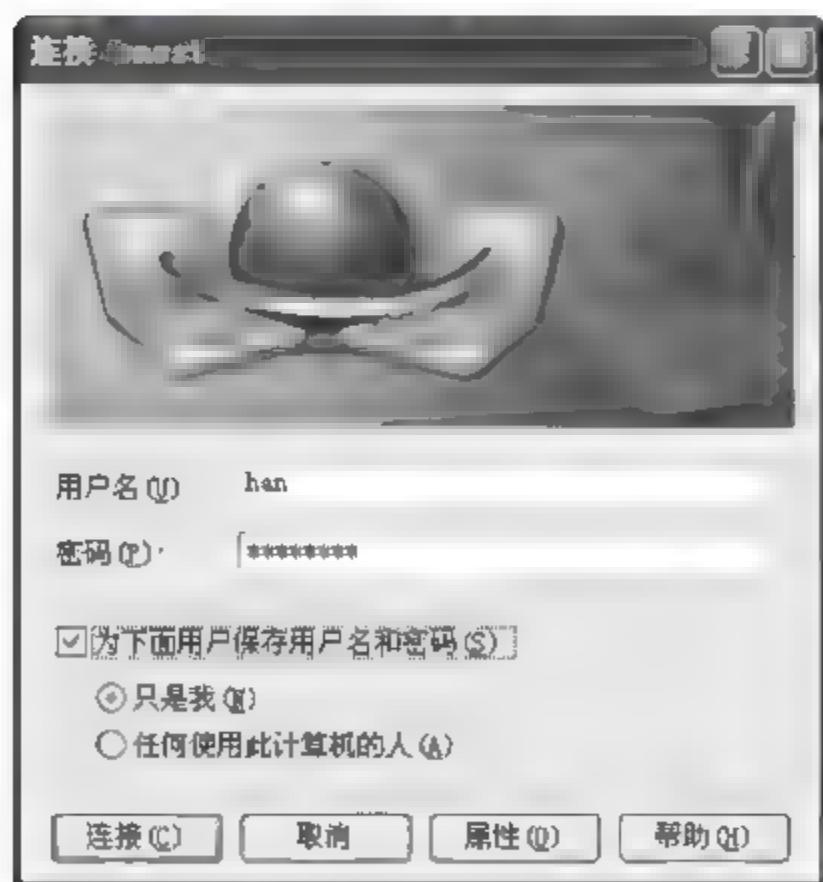 连接
用户名(U) han
密码(P): ********
为下面用户保存用户名和密码(S)
只是我(N)
任何使用此计算机的人(A)
连接(C) 取消 属性(O) 帮助(H)